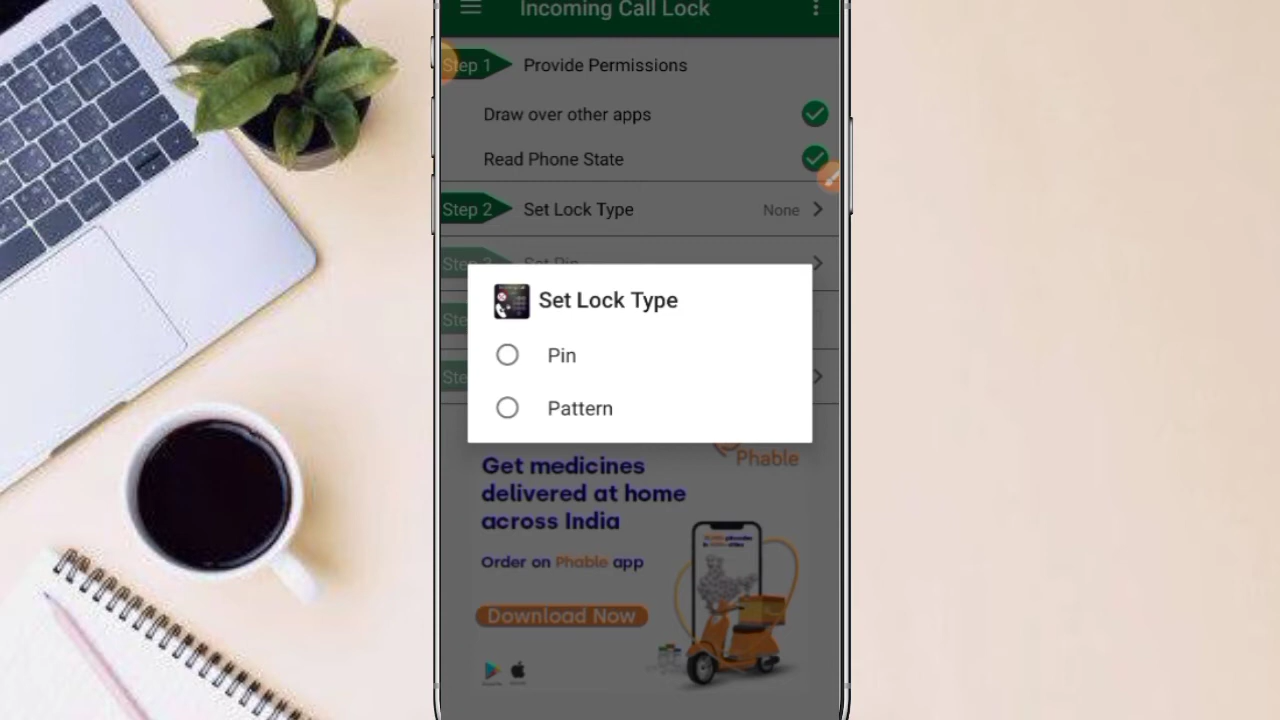 Incoming Call Lock
Step 1 Provide Permissions
Draw over other apps
Read Phone State
Step 2 Set Lock Type None
Step 3 Set Pin
Set Lock Type
Pin
Pattern
Phable
Get medicines
delivered at home
across India
Order on Phable app
Download Now